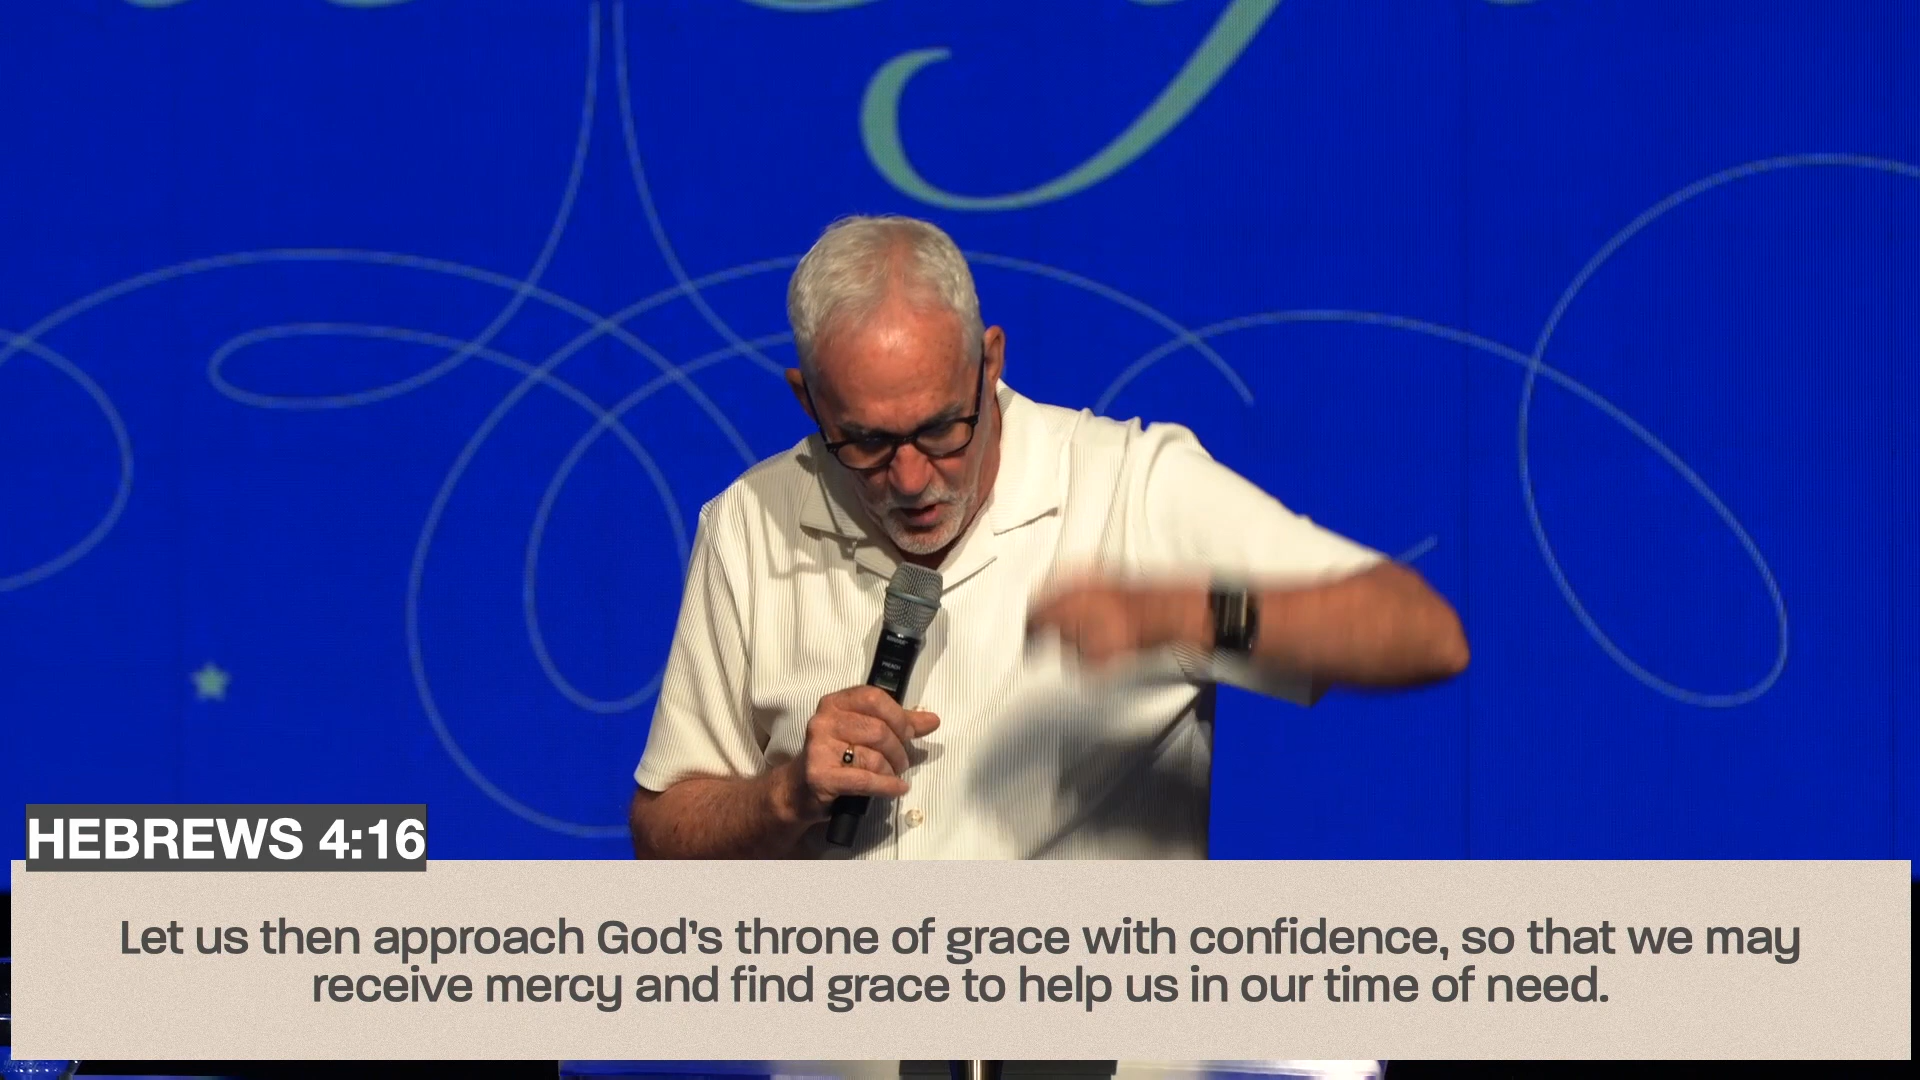 HEBREWS 4:16
Let us then approach God's throne of grace with confidence, so that we may
receive mercy and find grace to help us in our time of need.